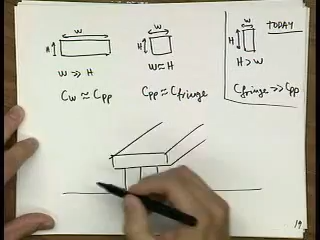 W
H
W >> H
Cw ≈ Cpp
W
H
W ≈ H
Cpp ≈ Cfringe
TODAY
W
H
H > W
Cfringe >> Cpp
19